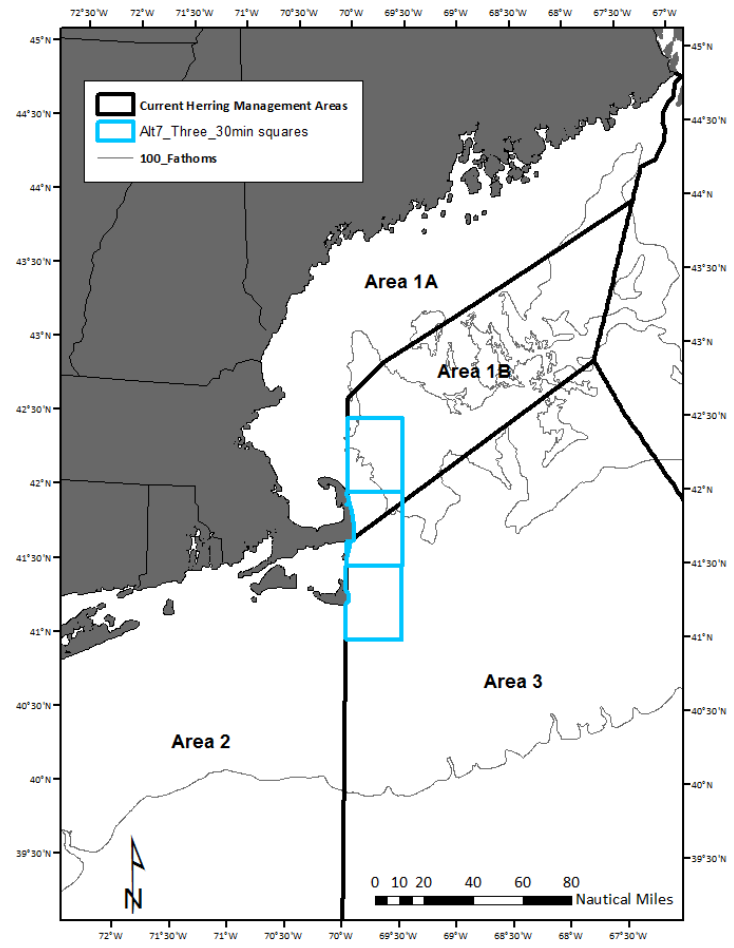 72°30'W 72°W 71°30'W 71°W 70°30'W 70°W 69°30'W 69°W 68°30'W 68°W 67°30'W 67°W
45°N 45°N
Current Herring Management Areas
Alt7_Three_30min squares
100_Fathoms
44°30'N 44°30'N
44°N 44°N
43°30'N 43°30'N
Area 1A
43°N 43°N
Area 1B
42°30'N 42°30'N
42°N 42°N
41°30'N 41°30'N
41°N 41°N
Area 3
40°30'N 40°30'N
Area 2
40°N 40°N
39°30'N 39°30'N
N
0 10 20 40 60 80
Nautical Miles
72°W 71°30'W 71°W 70°30'W 70°W 69°30'W 69°W 68°30'W 68°W 67°30'W